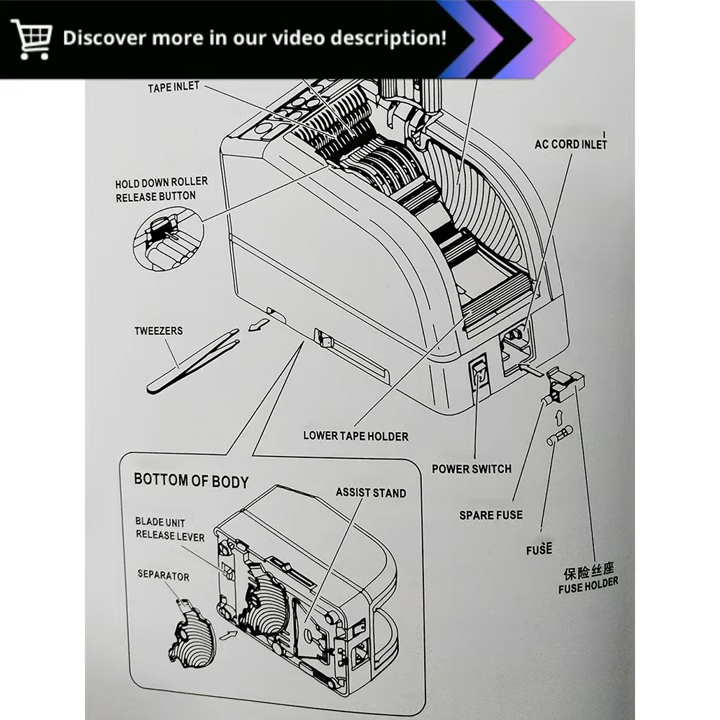 Discover more in our video description!
TAPE INLET
AC CORD INLET
HOLD DOWN ROLLER
RELEASE BUTTON
TWEEZERS
LOWER TAPE HOLDER
POWER SWITCH
SPARE FUSE
FUSE
保险丝座
FUSE HOLDER
BOTTOM OF BODY
ASSIST STAND
BLADE UNIT
RELEASE LEVER
SEPARATOR